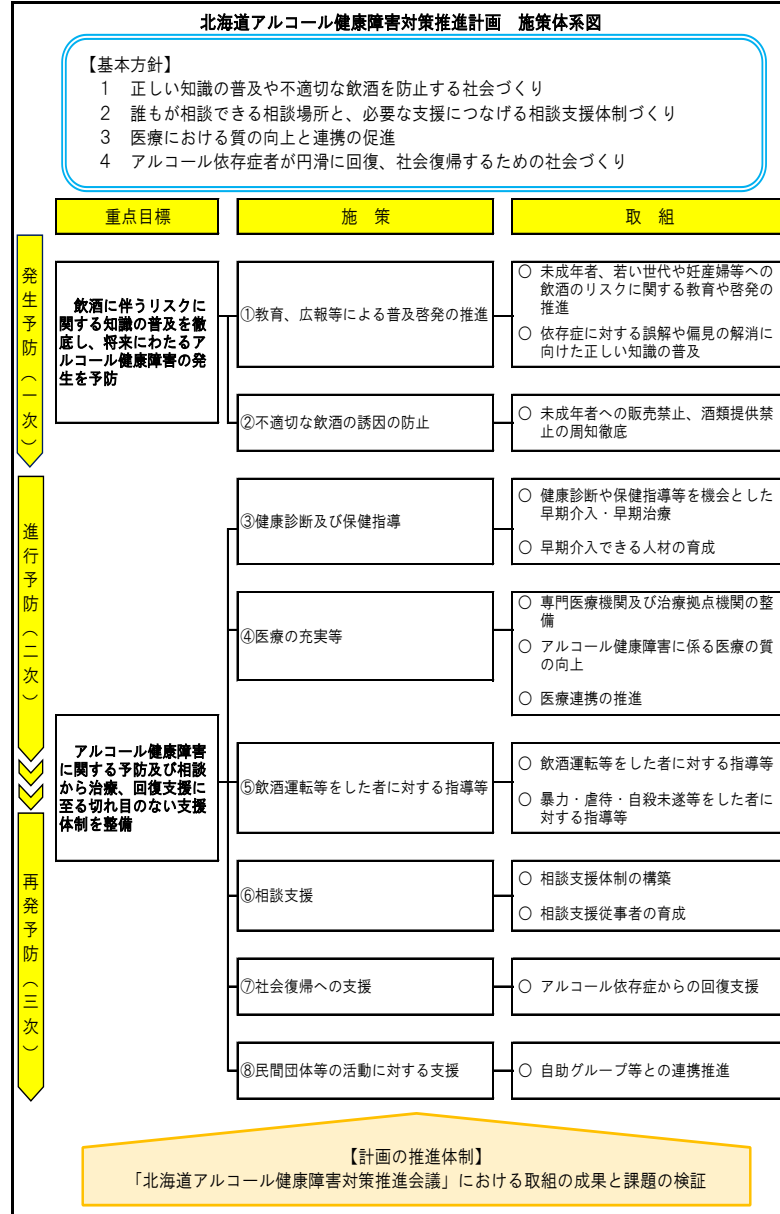 北海道アルコール健康障害対策推進計画　施策体系図
【基本方針】
1　正しい知識の普及や不適切な飲酒を防止する社会づくり
2　誰もが相談できる相談場所と、必要な支援につなげる相談支援体制づくり
3　医療における質の向上と連携の促進
4　アルコール依存症者が円滑に回復、社会復帰するための社会づくり
重点目標
施　策
取　組
発生予防（一次）
飲酒に伴うリスクに
関する知識の普及を徹
底し、将来にわたるア
ルコール健康障害の発
生を予防
①教育、広報等による普及啓発の推進
○ 未成年者、若い世代や妊産婦等への
飲酒のリスクに関する教育や啓発の
推進
○ 依存症に対する誤解や偏見の解消に
向けた正しい知識の普及
②不適切な飲酒の誘因の防止
○ 未成年者への販売禁止、酒類提供禁
止の周知徹底
進行予防（二次）
再発予防（三次）
アルコール健康障害
に関する予防及び相談
から治療、回復支援に
至る切れ目のない支援
体制を整備
③健康診断及び保健指導
○ 健康診断や保健指導等を機会とした
早期介入・早期治療
○ 早期介入できる人材の育成
④医療の充実等
○ 専門医療機関及び治療拠点機関の整
備
○ アルコール健康障害に係る医療の質
の向上
○ 医療連携の推進
⑤飲酒運転等をした者に対する指導等
○ 飲酒運転等をした者に対する指導等
○ 暴力・虐待・自殺未遂等をした者に
対する指導等
⑥相談支援
○ 相談支援体制の構築
○ 相談支援従事者の育成
⑦社会復帰への支援
○ アルコール依存症からの回復支援
⑧民間団体等の活動に対する支援
○ 自助グループ等との連携推進
【計画の推進体制】
「北海道アルコール健康障害対策推進会議」における取組の成果と課題の検証